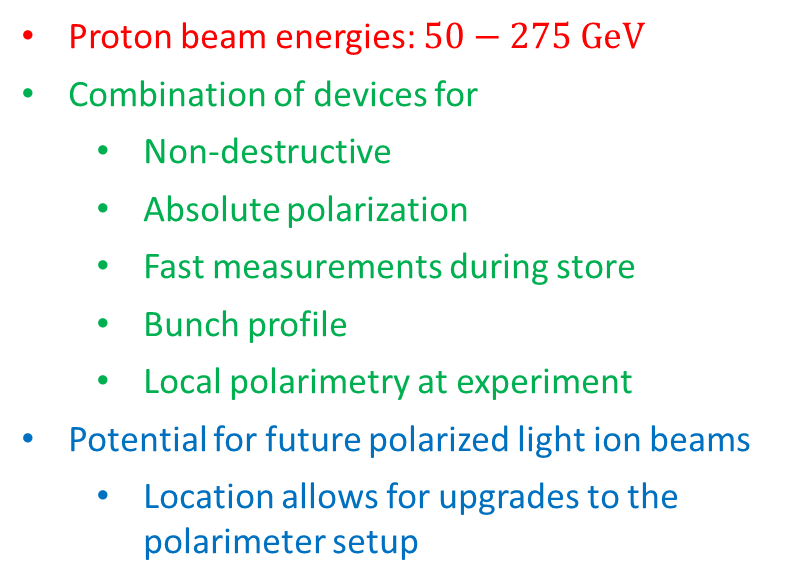 • Proton beam energies: 50 − 275 GeV
• Combination of devices for
• Non-destructive
• Absolute polarization
• Fast measurements during store
• Bunch profile
• Local polarimetry at experiment
• Potential for future polarized light ion beams
• Location allows for upgrades to the
polarimeter setup